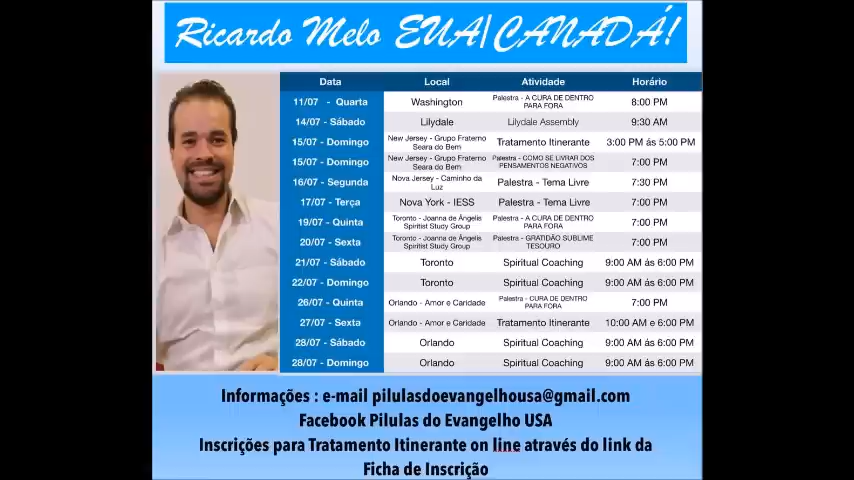 Ricardo Melo EUA|CANADÁ!
Data Local Atividade Horário
11/07 - Quarta Washington Palestra - A CURA DE DENTRO PARA FORA 8:00 PM
14/07 - Sábado Lilydale Lilydale Assembly 9:30 AM
15/07 - Domingo New Jersey - Grupo Fraterno Seara do Bem Tratamento Itinerante 3:00 PM ás 5:00 PM
15/07 - Domingo New Jersey - Grupo Fraterno Seara do Bem Palestra - COMO SE LIVRAR DOS PENSAMENTOS NEGATIVOS 7:00 PM
16/07 - Segunda Nova Jersey - Caminho da Luz Palestra - Tema Livre 7:30 PM
17/07 - Terça Nova York - IESS Palestra - Tema Livre 7:00 PM
19/07 - Quinta Toronto - Joanna de Ângelis Spiritist Study Group Palestra - A CURA DE DENTRO PARA FORA 7:00 PM
20/07 - Sexta Toronto - Joanna de Ângelis Spiritist Study Group Palestra - GRATIDÃO SUBLIME TESOURO 7:00 PM
21/07 - Sábado Toronto Spiritual Coaching 9:00 AM ás 6:00 PM
22/07 - Domingo Toronto Spiritual Coaching 9:00 AM ás 6:00 PM
26/07 - Quinta Orlando - Amor e Caridade Palestra - CURA DE DENTRO PARA FORA 7:00 PM
27/07 - Sexta Orlando - Amor e Caridade Tratamento Itinerante 10:00 AM e 6:00 PM
28/07 - Sábado Orlando Spiritual Coaching 9:00 AM ás 6:00 PM
28/07 - Domingo Orlando Spiritual Coaching 9:00 AM ás 6:00 PM
Informações : e-mail pilulasdoevangelhousa@gmail.com
Facebook Pilulas do Evangelho USA
Inscrições para Tratamento Itinerante on line através do link da
Ficha de Inscrição